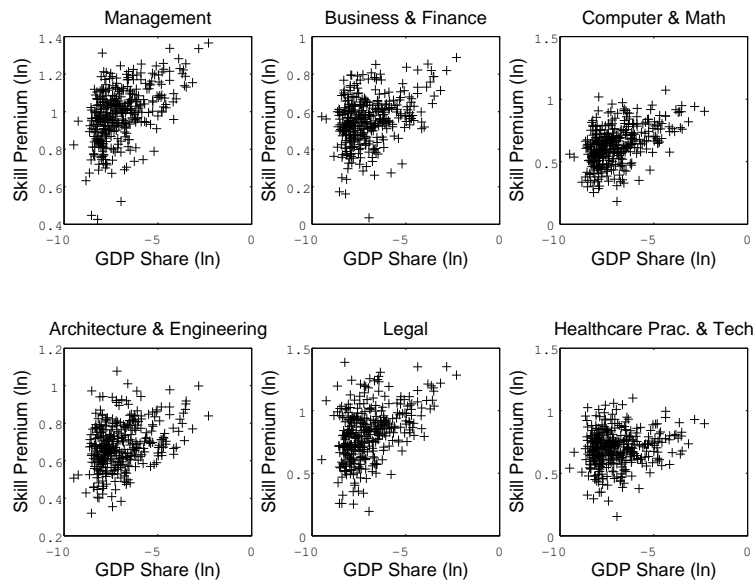 Management
1.4
1.2
1
0.8
0.6
0.4
Skill Premium (ln)
−10
−5
0
GDP Share (ln)
Business & Finance
1
0.8
0.6
0.4
0.2
0
Skill Premium (ln)
−10
−5
0
GDP Share (ln)
Computer & Math
1.5
1
0.5
0
Skill Premium (ln)
−10
−5
0
GDP Share (ln)
Architecture & Engineering
1.2
1
0.8
0.6
0.4
0.2
Skill Premium (ln)
−10
−5
0
GDP Share (ln)
Legal
1.5
1
0.5
0
Skill Premium (ln)
−10
−5
0
GDP Share (ln)
Healthcare Prac. & Tech
1.5
1
0.5
0
Skill Premium (ln)
−10
−5
0
GDP Share (ln)